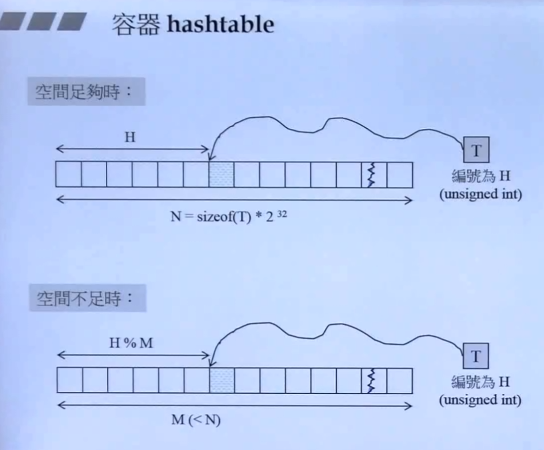 容器 hashtable
空間足夠時：
H
T
編號為 H
(unsigned int)
N = sizeof(T) * 2 32
空間不足時：
H % M
T
編號為 H
(unsigned int)
M (< N)